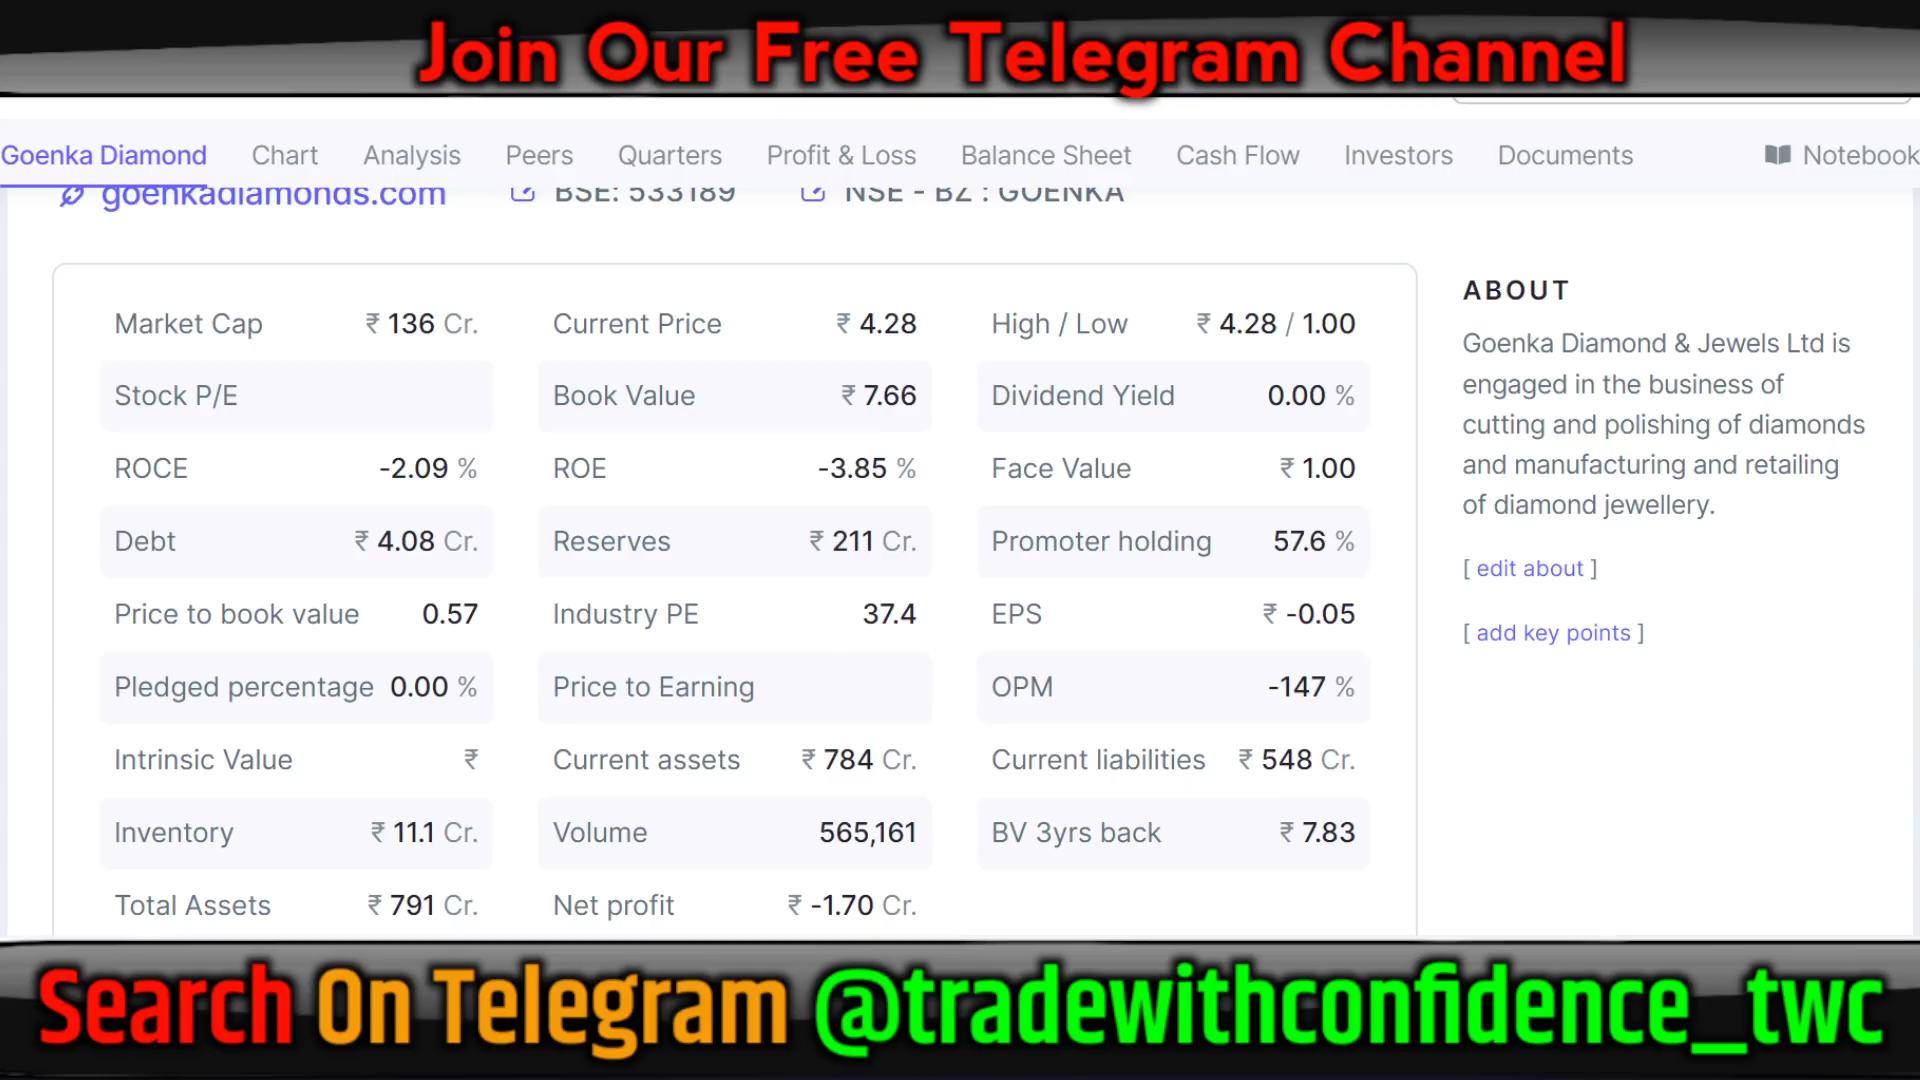 Join Our Free Telegram Channel
Goenka Diamond Chart Analysis Peers Quarters Profit & Loss Balance Sheet Cash Flow Investors Documents Notebook
goenkadiamonds.com BSE: 533189 NSE - BZ : GOENKA
Market Cap ₹ 136 Cr. Current Price ₹ 4.28 High / Low ₹ 4.28 / 1.00
Stock P/E Book Value ₹ 7.66 Dividend Yield 0.00 %
ROCE -2.09 % ROE -3.85 % Face Value ₹ 1.00
Debt ₹ 4.08 Cr. Reserves ₹ 211 Cr. Promoter holding 57.6 %
Price to book value 0.57 Industry PE 37.4 EPS ₹ -0.05
Pledged percentage 0.00 % Price to Earning OPM -147 %
Intrinsic Value ₹ Current assets ₹ 784 Cr. Current liabilities ₹ 548 Cr.
Inventory ₹ 11.1 Cr. Volume 565,161 BV 3yrs back ₹ 7.83
Total Assets ₹ 791 Cr. Net profit ₹ -1.70 Cr.
ABOUT
Goenka Diamond & Jewels Ltd is
engaged in the business of
cutting and polishing of diamonds
and manufacturing and retailing
of diamond jewellery.
[ edit about ]
[ add key points ]
Search On Telegram @tradewithconfidence_twc